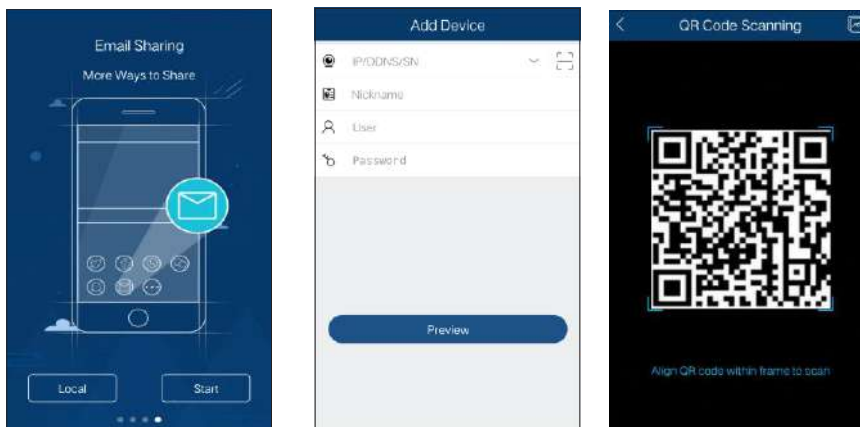 Email Sharing
More Ways to Share
Local
Start
Add Device
IP/DDNS/SN
Nickname
User
Password
Preview
QR Code Scanning
Align QR code within frame to scan